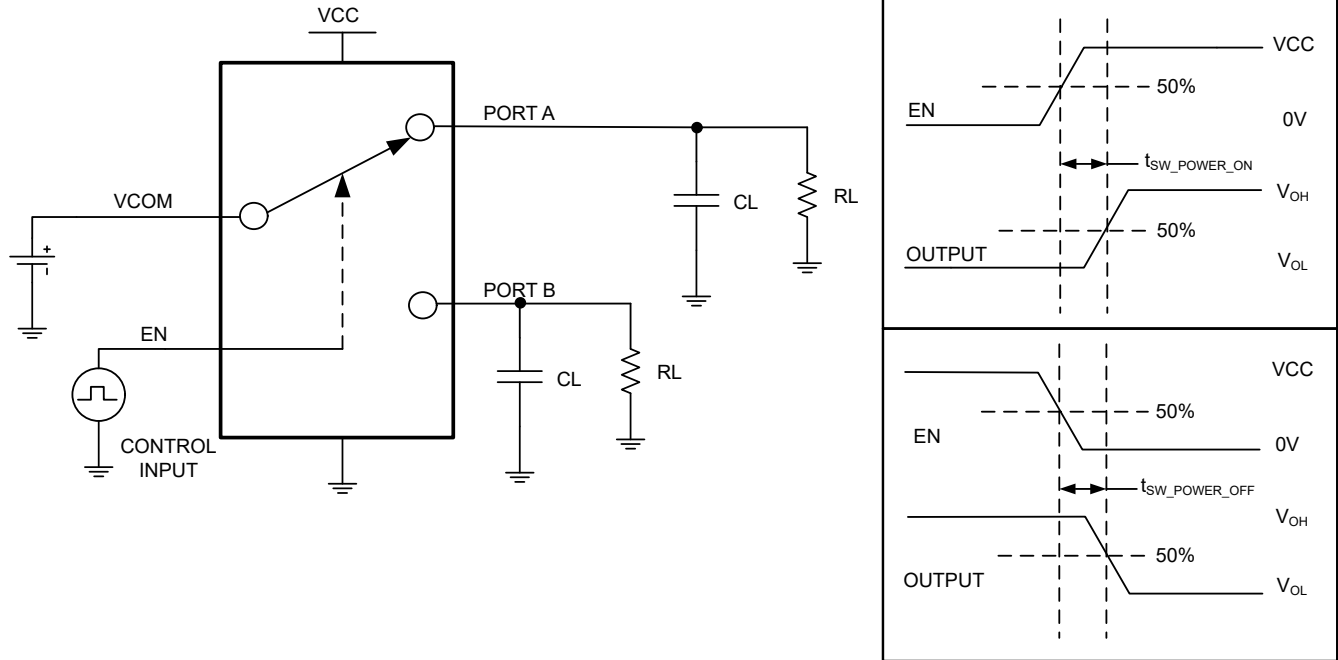 VCC
PORT A
VCOM
CL
RL
+
PORT B
EN
CL
RL
CONTROL
INPUT
VCC
50%
EN
0V
tSW_POWER_ON
VOH
50%
OUTPUT
VOL
VCC
50%
EN
0V
tSW_POWER_OFF
VOH
50%
OUTPUT
VOL